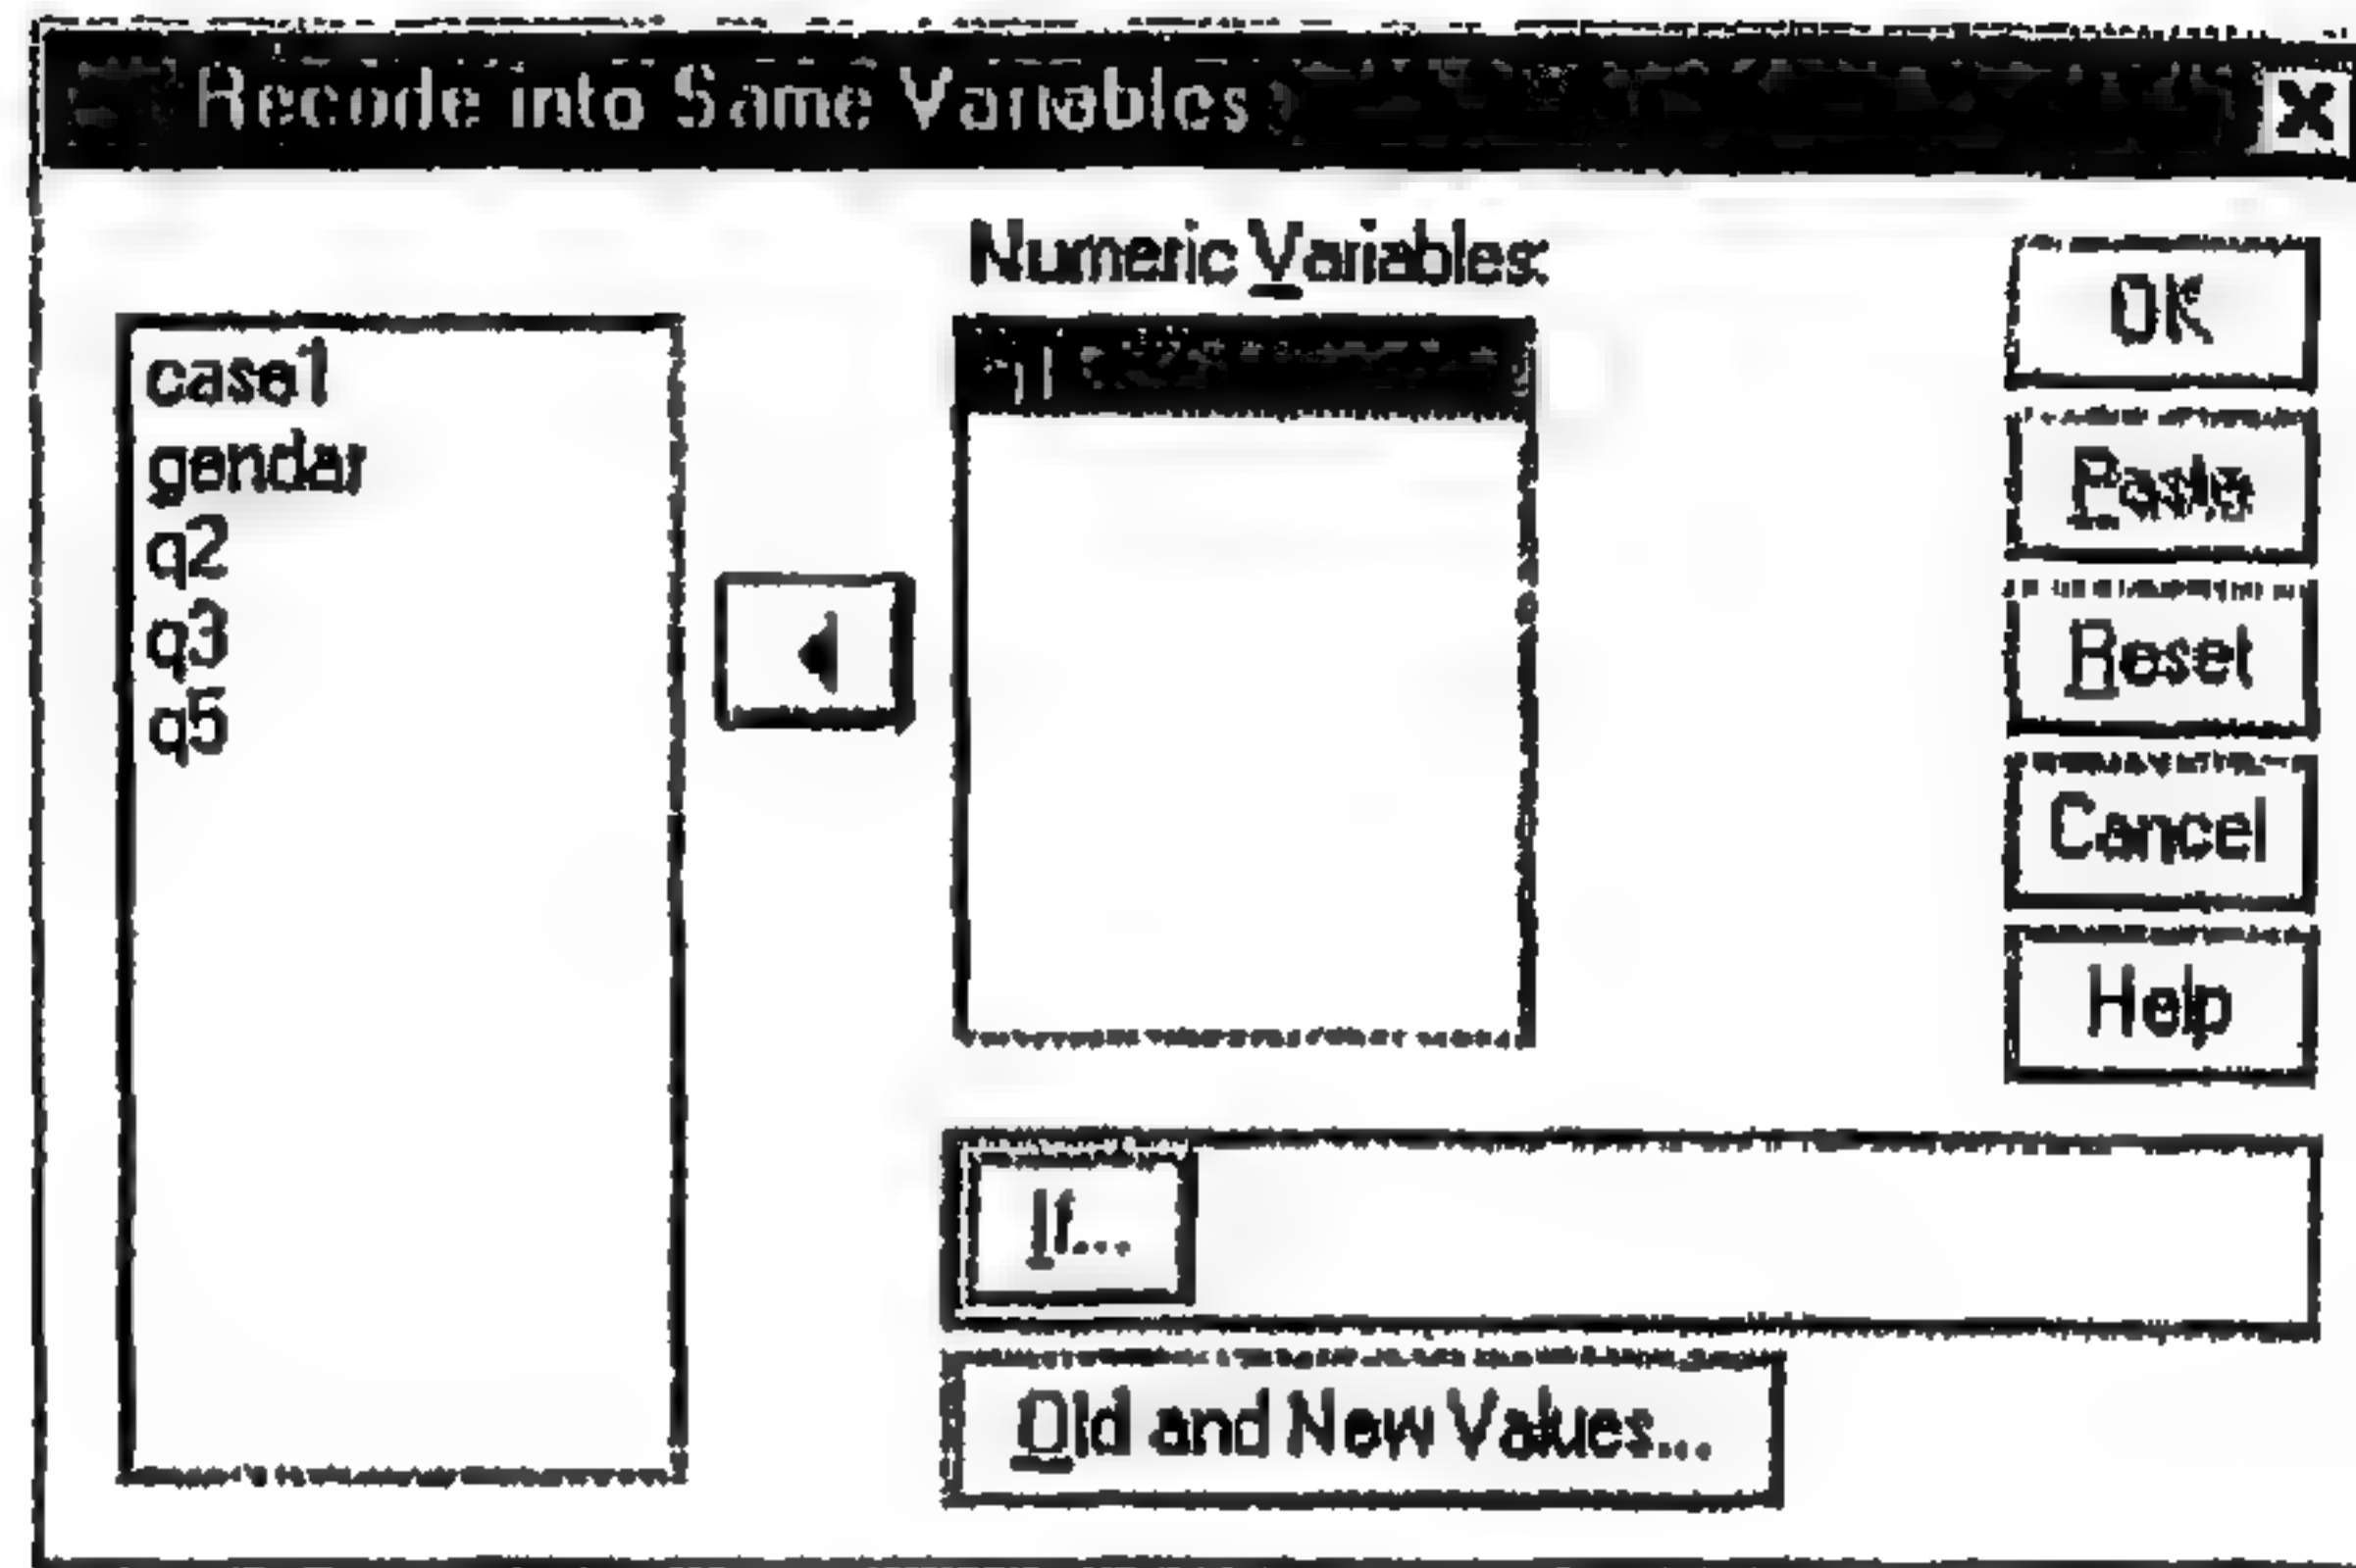 Recode into Same Variables
Numeric Variables:
case1
gender
q2
q3
q5
OK
Paste
Reset
Cancel
Help
If...
Old and New Values...